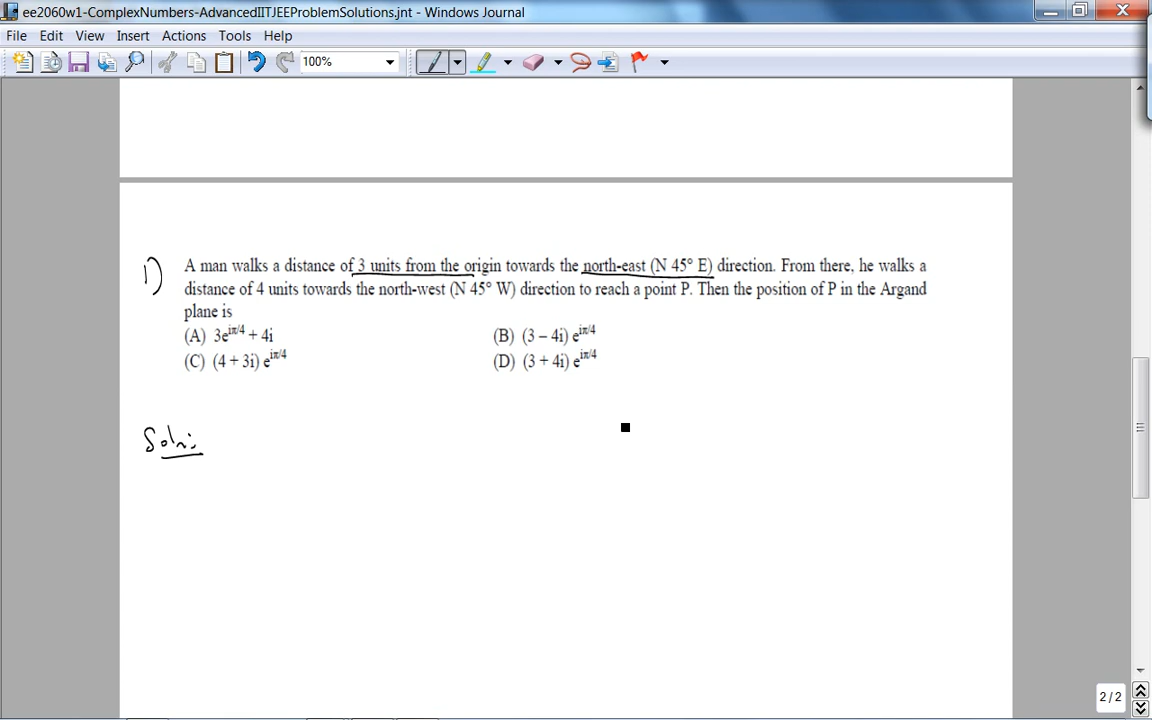 ee2060w1-ComplexNumbers-AdvancedIITJEEProblemSolutions.jnt - Windows Journal
File Edit View Insert Actions Tools Help
100%
1) A man walks a distance of 3 units from the origin towards the north-east (N 45° E) direction. From there, he walks a
distance of 4 units towards the north-west (N 45° W) direction to reach a point P. Then the position of P in the Argand
plane is
(A) 3e^{iπ/4} + 4i (B) (3 – 4i) e^{iπ/4}
(C) (4 + 3i) e^{iπ/4} (D) (3 + 4i) e^{iπ/4}
Soln:
2 / 2